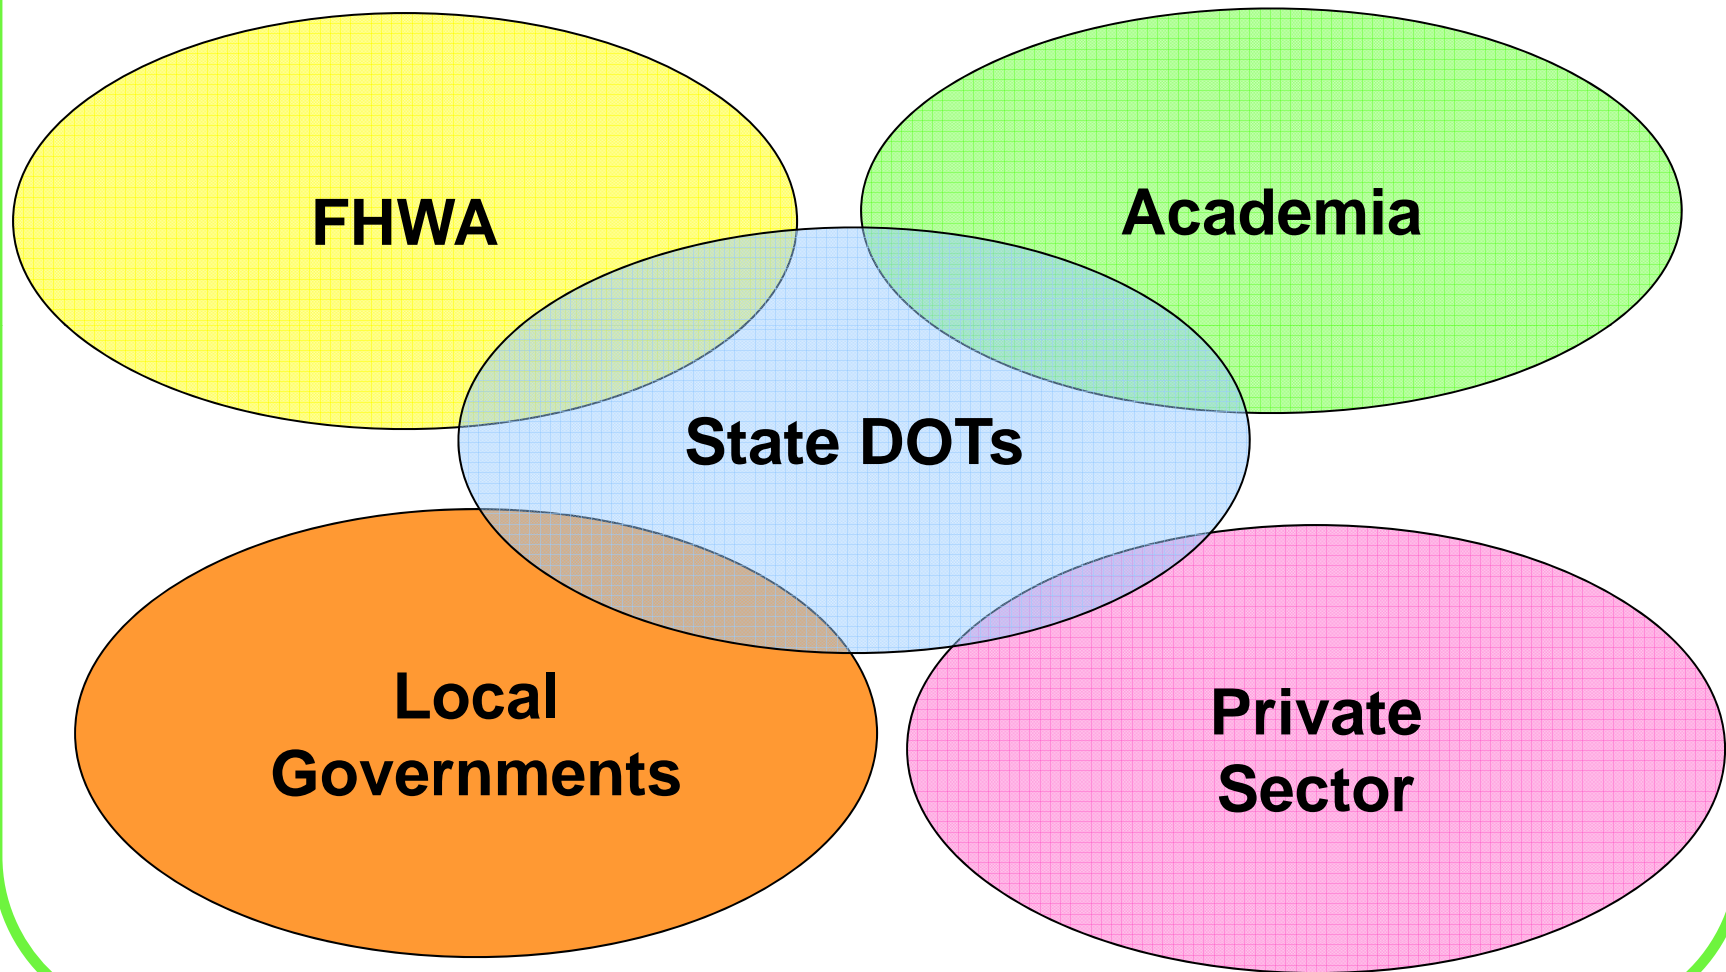 FHWA
Academia
State DOTs
Local
Governments
Private
Sector